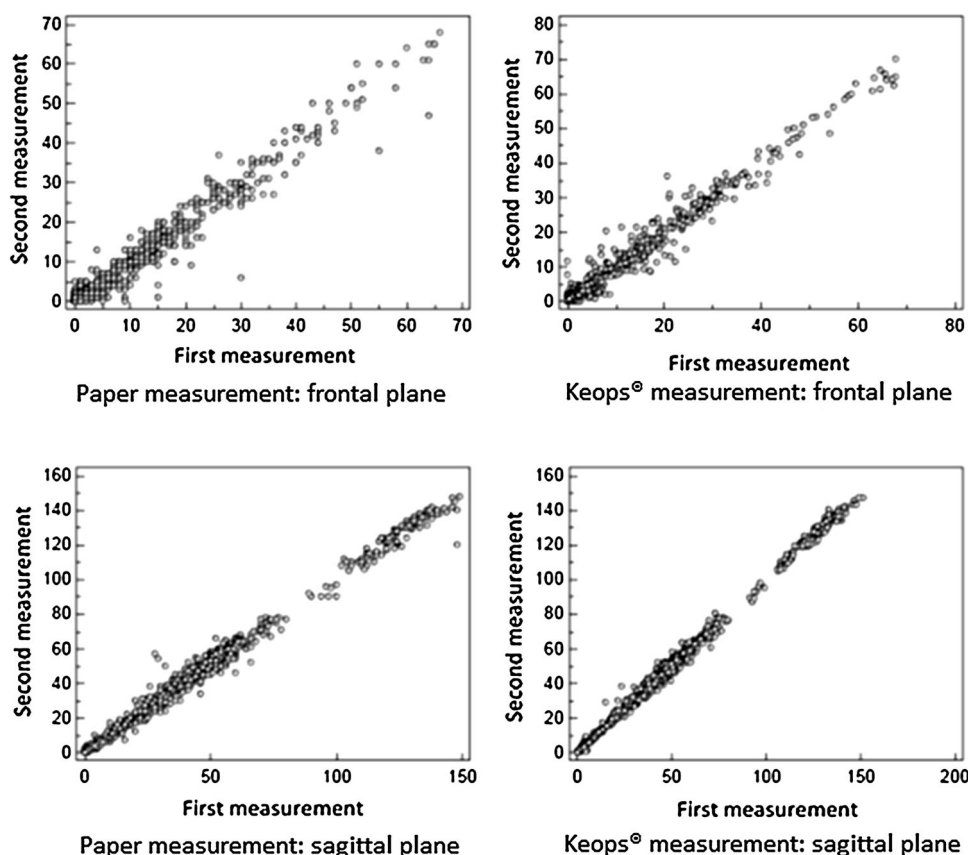 70
60
50
40
30
20
10
0
Second measurement
0 10 20 30 40 50 60 70
First measurement
Paper measurement: frontal plane
80
70
60
50
40
30
20
10
0
Second measurement
0 20 40 60 80
First measurement
Keops® measurement: frontal plane
160
140
120
100
80
60
40
20
0
Second measurement
0 50 100 150
First measurement
Paper measurement: sagittal plane
160
140
120
100
80
60
40
20
0
Second measurement
0 50 100 150 200
First measurement
Keops® measurement: sagittal plane